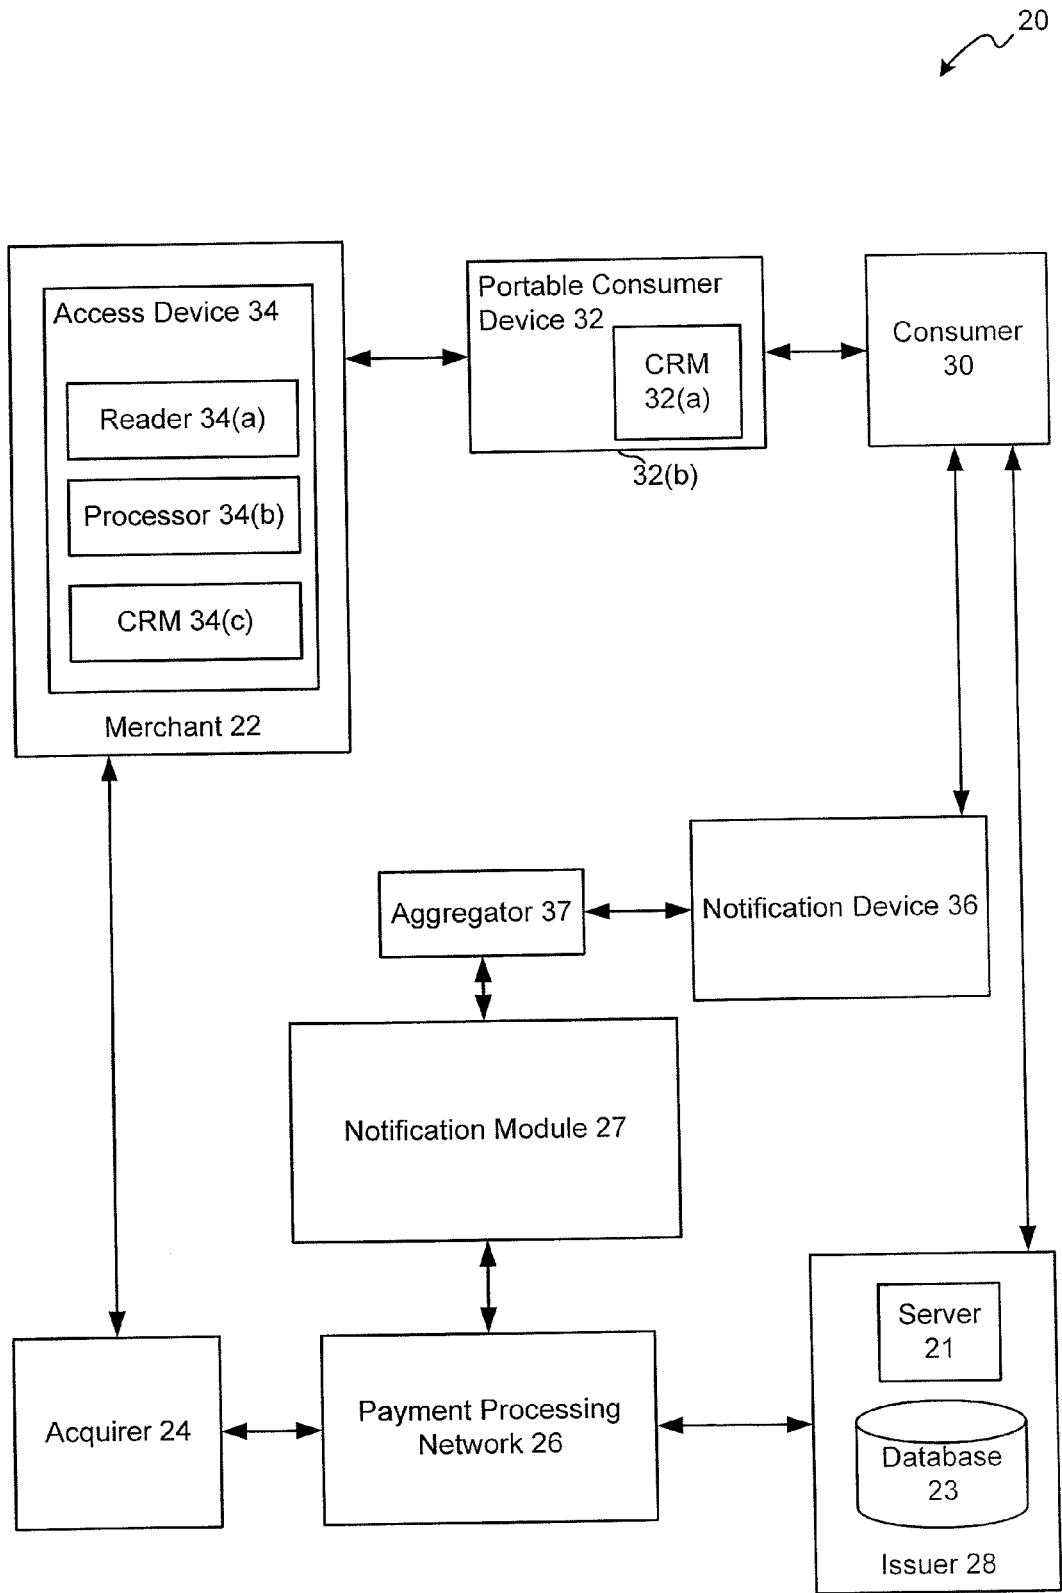 20
Access Device 34
Reader 34(a)
Processor 34(b)
CRM 34(c)
Merchant 22
Portable Consumer
Device 32
CRM
32(a)
32(b)
Consumer
30
Aggregator 37
Notification Device 36
Notification Module 27
Acquirer 24
Payment Processing
Network 26
Server
21
Database
23
Issuer 28